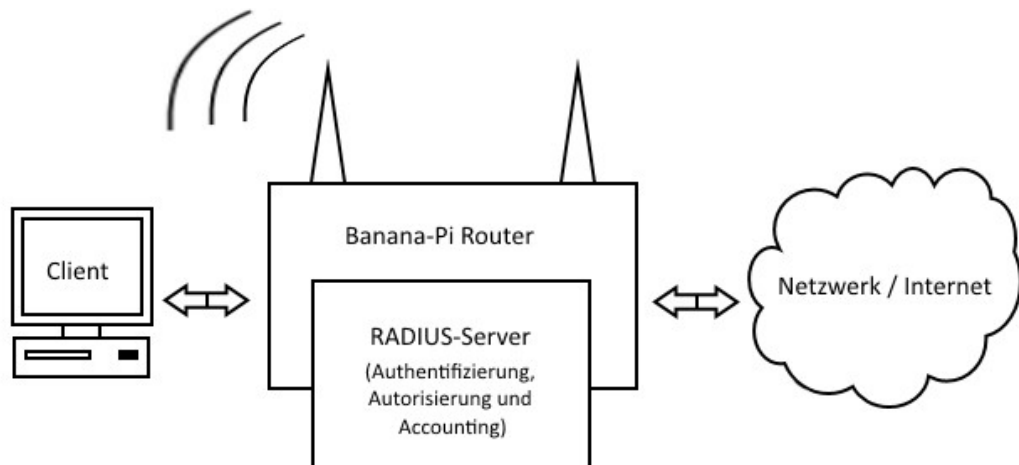 Client
Banana-Pi Router
RADIUS-Server
(Authentifizierung,
Autorisierung und
Accounting)
Netzwerk / Internet